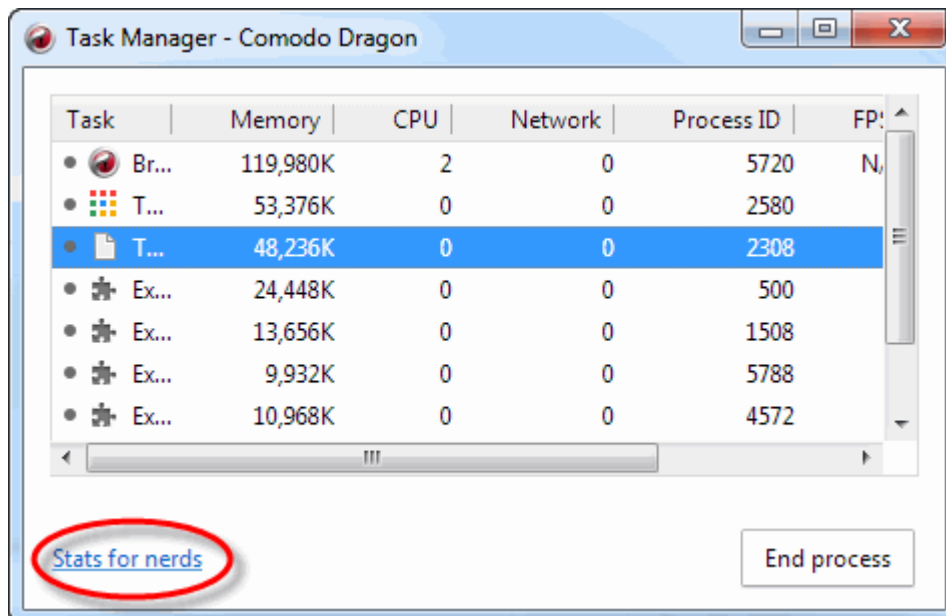 Task Manager - Comodo Dragon
Task Memory CPU Network Process ID FPS
Br... 119,980K 2 0 5720 N/
T... 53,376K 0 0 2580
T... 48,236K 0 0 2308
Ex... 24,448K 0 0 500
Ex... 13,656K 0 0 1508
Ex... 9,932K 0 0 5788
Ex... 10,968K 0 0 4572
Stats for nerds End process